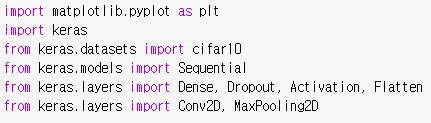 import matplotlib.pyplot as plt
import keras
from keras.datasets import cifar10
from keras.models import Sequential
from keras.layers import Dense, Dropout, Activation, Flatten
from keras.layers import Conv2D, MaxPooling2D